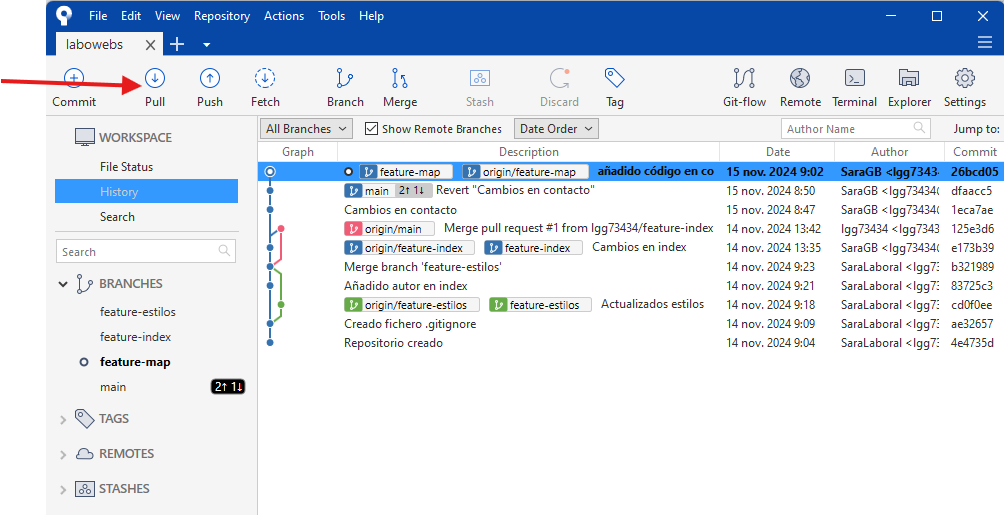 File Edit View Repository Actions Tools Help
labowebs
Commit Pull Push Fetch Branch Merge Stash Discard Tag Git-flow Remote Terminal Explorer Settings
WORKSPACE
File Status
History
Search
Search
BRANCHES
feature-estilos
feature-index
feature-map
main 2↑ 1↓
TAGS
REMOTES
STASHES
All Branches Show Remote Branches Date Order Author Name Jump to:
Graph Description Date Author Commit
feature-map origin/feature-map añadido código en co 15 nov. 2024 9:02 SaraGB <lgg73434 26bcd05
main 2↑ 1↓ Revert "Cambios en contacto" 15 nov. 2024 8:50 SaraGB <lgg73434( dfaacc5
Cambios en contacto 15 nov. 2024 8:47 SaraGB <lgg73434( 1eca7ae
origin/main Merge pull request #1 from lgg73434/feature-index 14 nov. 2024 13:42 lgg73434 <lgg7343 125e3d6
origin/feature-index feature-index Cambios en index 14 nov. 2024 13:35 SaraGB <lgg73434( e173b39
Merge branch 'feature-estilos' 14 nov. 2024 9:23 SaraLaboral <lgg73 b321989
Añadido autor en index 14 nov. 2024 9:21 SaraLaboral <lgg73 83725c3
origin/feature-estilos feature-estilos Actualizados estilos 14 nov. 2024 9:18 SaraLaboral <lgg73 cd0f0ee
Creado fichero .gitignore 14 nov. 2024 9:09 SaraLaboral <lgg73 ae32657
Repositorio creado 14 nov. 2024 9:04 SaraLaboral <lgg73 4e4735d